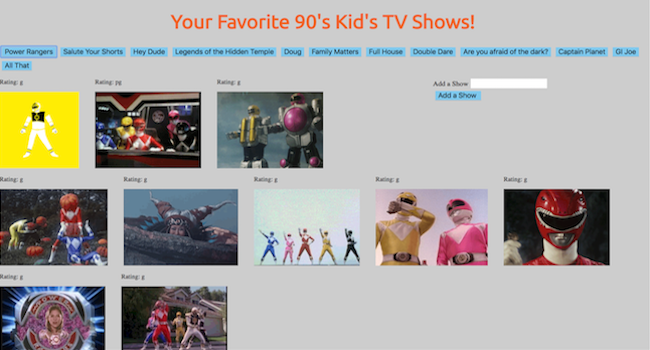 Your Favorite 90's Kid's TV Shows!
Power Rangers Salute Your Shorts Hey Dude Legends of the Hidden Temple Doug Family Matters Full House Double Dare Are you afraid of the dark? Captain Planet GI Joe
All That
Rating: g Rating: pg Rating: g Add a Show
Add a Show
Rating: g Rating: g Rating: g Rating: g Rating: g
Rating: g Rating: g